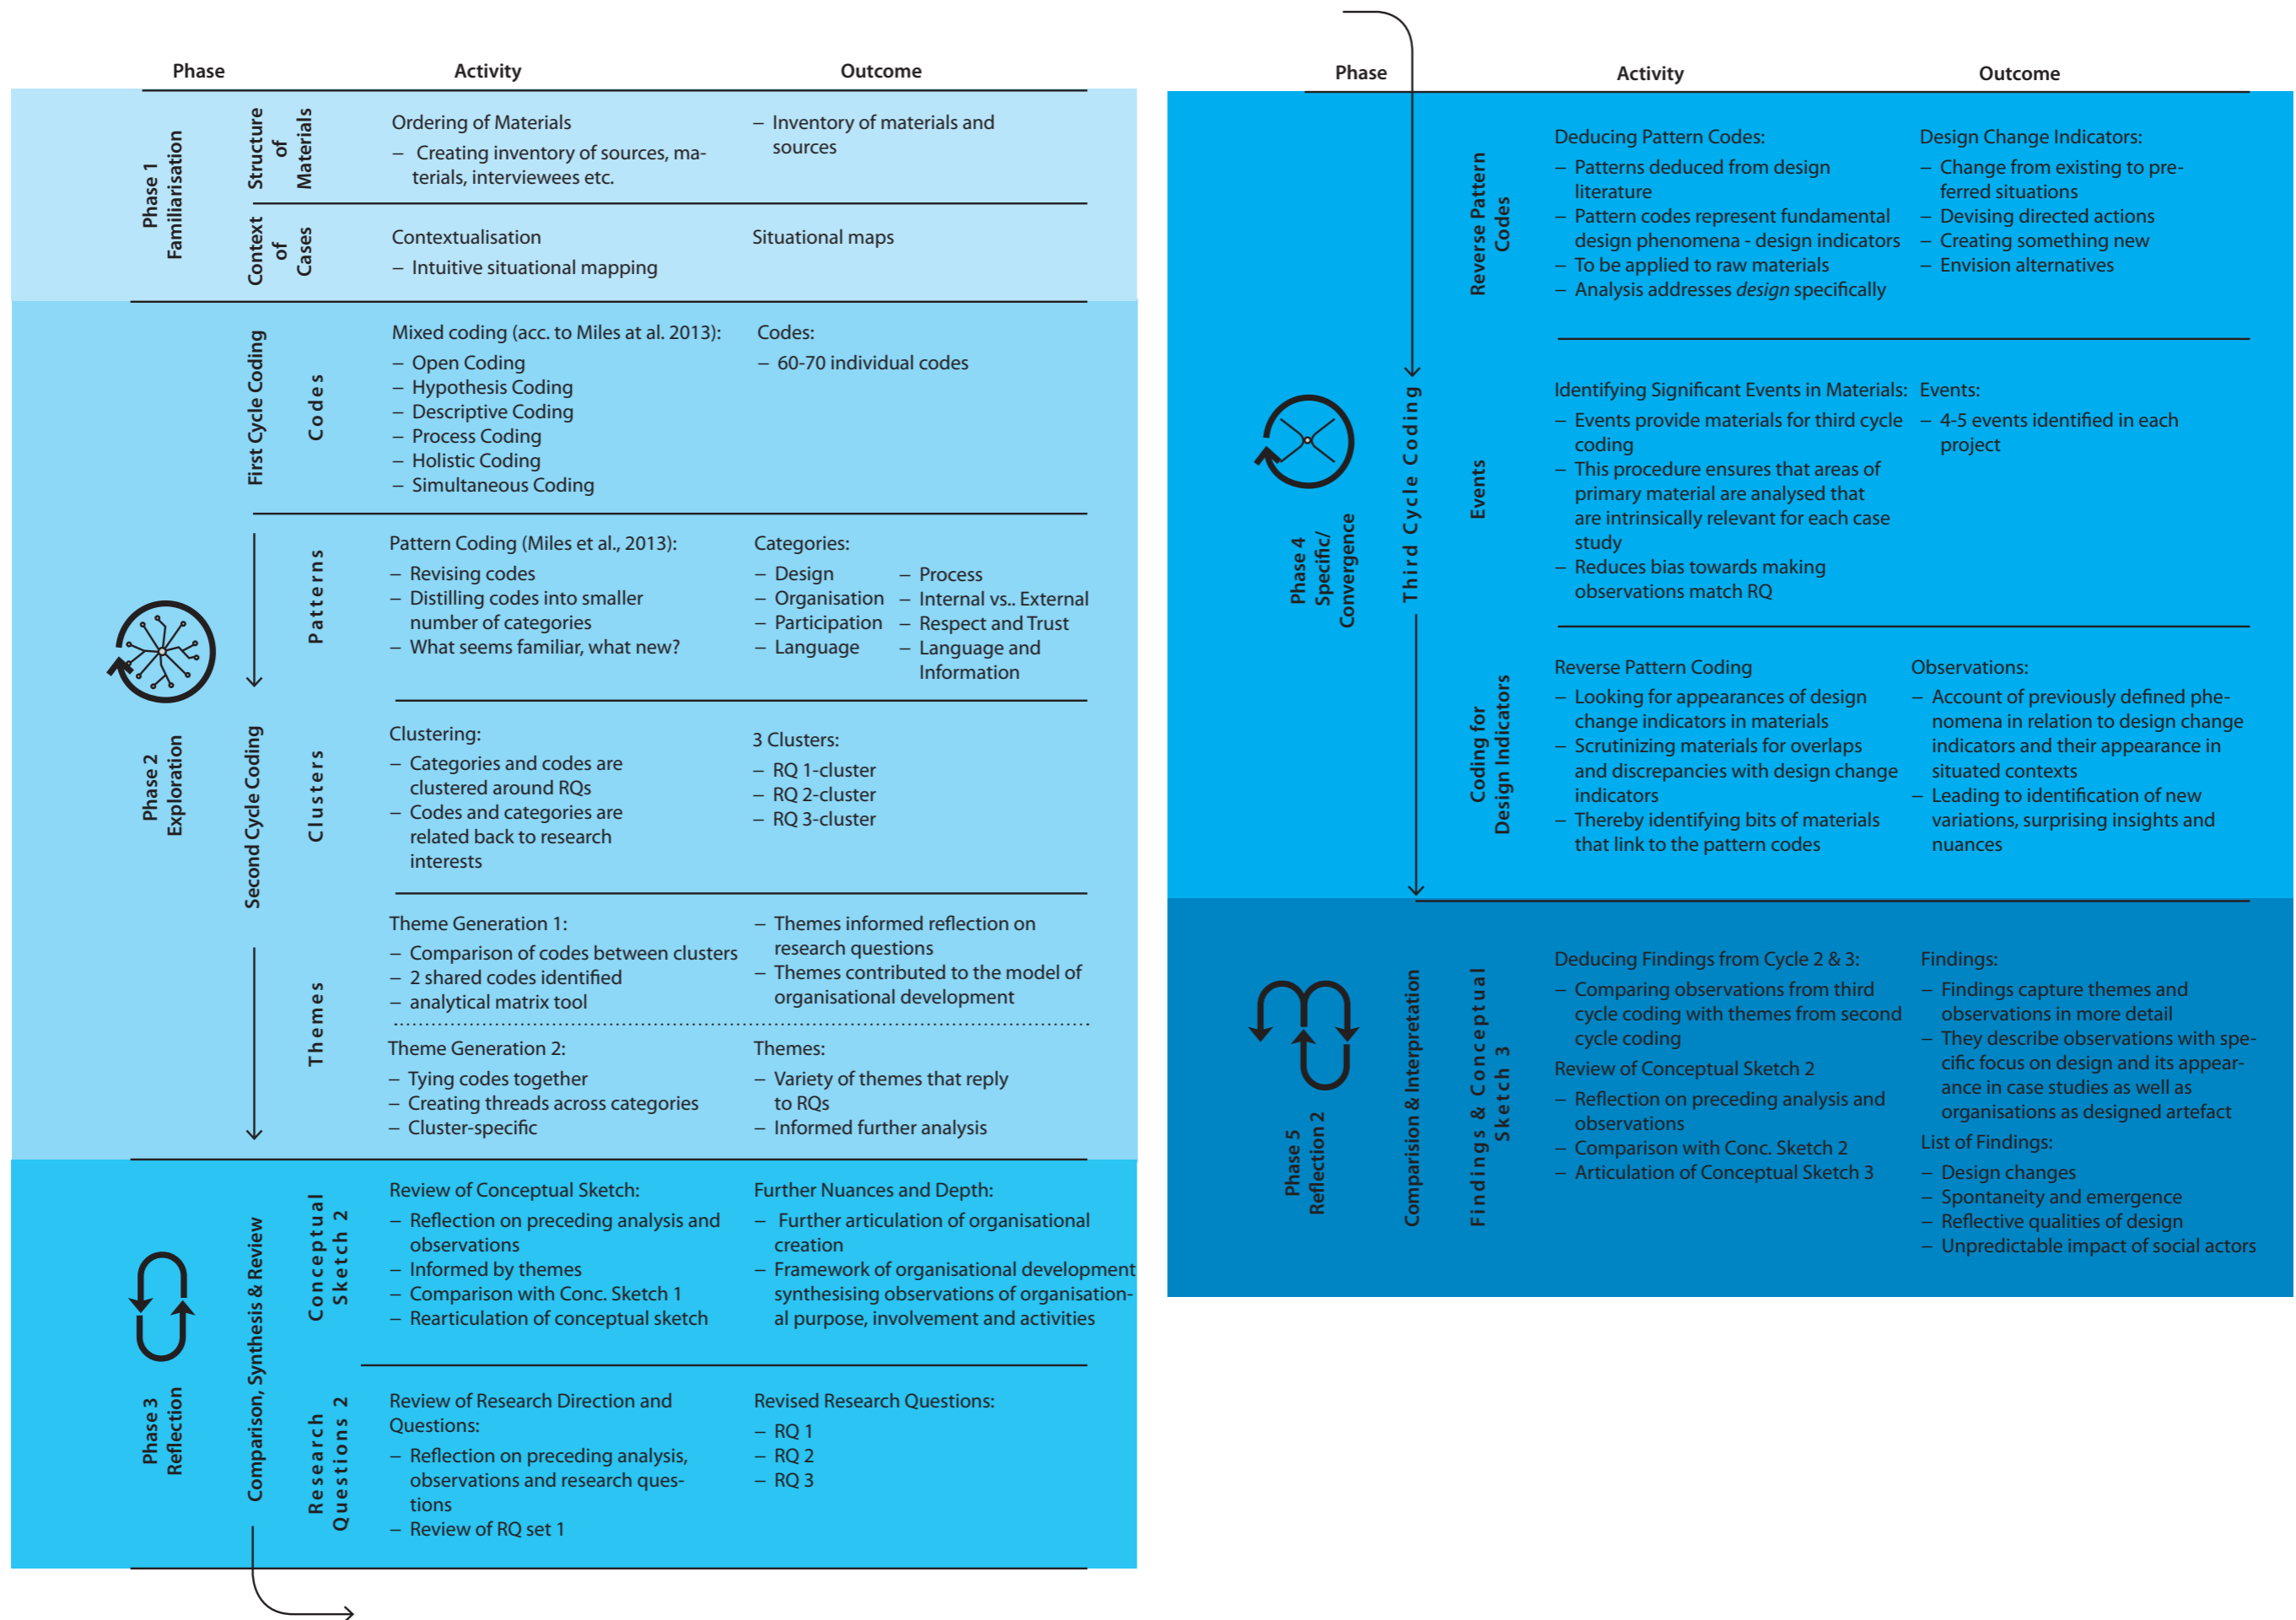 Phase
Activity
Outcome
Phase 1
Familiarisation
Structure
of
Materials
Ordering of Materials
– Creating inventory of sources, ma-
terials, interviewees etc.
– Inventory of materials and
sources
Context
of
Cases
Contextualisation
– Intuitive situational mapping
Situational maps
Phase 2
Exploration
First Cycle Coding
Codes
Mixed coding (acc. to Miles at al. 2013):
– Open Coding
– Hypothesis Coding
– Descriptive Coding
– Process Coding
– Holistic Coding
– Simultaneous Coding
Codes:
– 60-70 individual codes
Second Cycle Coding
Patterns
Pattern Coding (Miles et al., 2013):
– Revising codes
– Distilling codes into smaller
number of categories
– What seems familiar, what new?
Categories:
– Design
– Organisation
– Participation
– Language
– Process
– Internal vs.. External
– Respect and Trust
– Language and
Information
Clusters
Clustering:
– Categories and codes are
clustered around RQs
– Codes and categories are
related back to research
interests
3 Clusters:
– RQ 1-cluster
– RQ 2-cluster
– RQ 3-cluster
Themes
Theme Generation 1:
– Comparison of codes between clusters
– 2 shared codes identified
– analytical matrix tool
– Themes informed reflection on
research questions
– Themes contributed to the model of
organisational development
Theme Generation 2:
– Tying codes together
– Creating threads across categories
– Cluster-specific
Themes:
– Variety of themes that reply
to RQs
– Informed further analysis
Phase 3
Reflection
Comparison, Synthesis & Review
Conceptual
Sketch 2
Review of Conceptual Sketch:
– Reflection on preceding analysis and
observations
– Informed by themes
– Comparison with Conc. Sketch 1
– Rearticulation of conceptual sketch
Further Nuances and Depth:
– Further articulation of organisational
creation
– Framework of organisational development
synthesising observations of organisation-
al purpose, involvement and activities
Research
Questions 2
Review of Research Direction and
Questions:
– Reflection on preceding analysis,
observations and research ques-
tions
– Review of RQ set 1
Revised Research Questions:
– RQ 1
– RQ 2
– RQ 3
Phase
Activity
Outcome
Phase 4
Specific/
Convergence
Third Cycle Coding
Reverse Pattern
Codes
Deducing Pattern Codes:
– Patterns deduced from design
literature
– Pattern codes represent fundamental
design phenomena - design indicators
– To be applied to raw materials
– Analysis addresses design specifically
Design Change Indicators:
– Change from existing to pre-
ferred situations
– Devising directed actions
– Creating something new
– Envision alternatives
Events
Identifying Significant Events in Materials:
– Events provide materials for third cycle
coding
– This procedure ensures that areas of
primary material are analysed that
are intrinsically relevant for each case
study
– Reduces bias towards making
observations match RQ
Events:
– 4-5 events identified in each
project
Coding for
Design Indicators
Reverse Pattern Coding
– Looking for appearances of design
change indicators in materials
– Scrutinizing materials for overlaps
and discrepancies with design change
indicators
– Thereby identifying bits of materials
that link to the pattern codes
Observations:
– Account of previously defined phe-
nomena in relation to design change
indicators and their appearance in
situated contexts
– Leading to identification of new
variations, surprising insights and
nuances
Phase 5
Reflection 2
Comparision & Interpretation
Findings & Conceptual
Sketch 3
Deducing Findings from Cycle 2 & 3:
– Comparing observations from third
cycle coding with themes from second
cycle coding
Review of Conceptual Sketch 2
– Reflection on preceding analysis and
observations
– Comparison with Conc. Sketch 2
– Articulation of Conceptual Sketch 3
Findings:
– Findings capture themes and
observations in more detail
– They describe observations with spe-
cific focus on design and its appear-
ance in case studies as well as
organisations as designed artefact
List of Findings:
– Design changes
– Spontaneity and emergence
– Reflective qualities of design
– Unpredictable impact of social actors